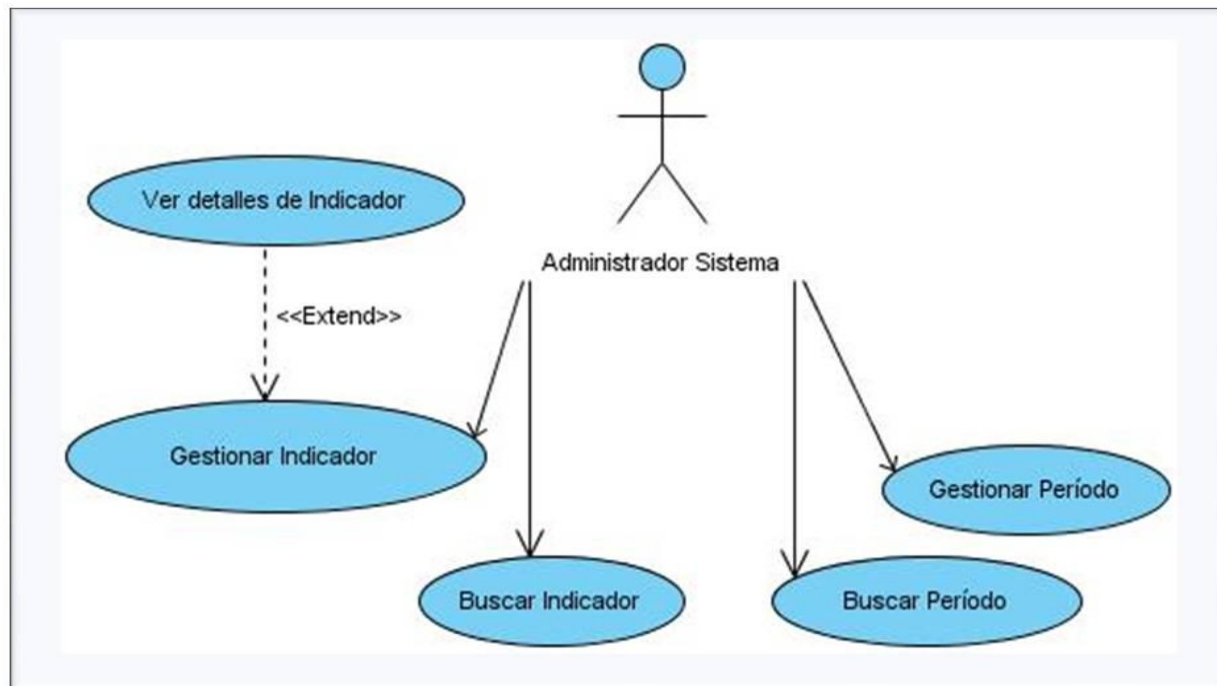 Ver detalles de Indicador
Administrador Sistema
<<Extend>>
Gestionar Indicador
Gestionar Período
Buscar Indicador
Buscar Período